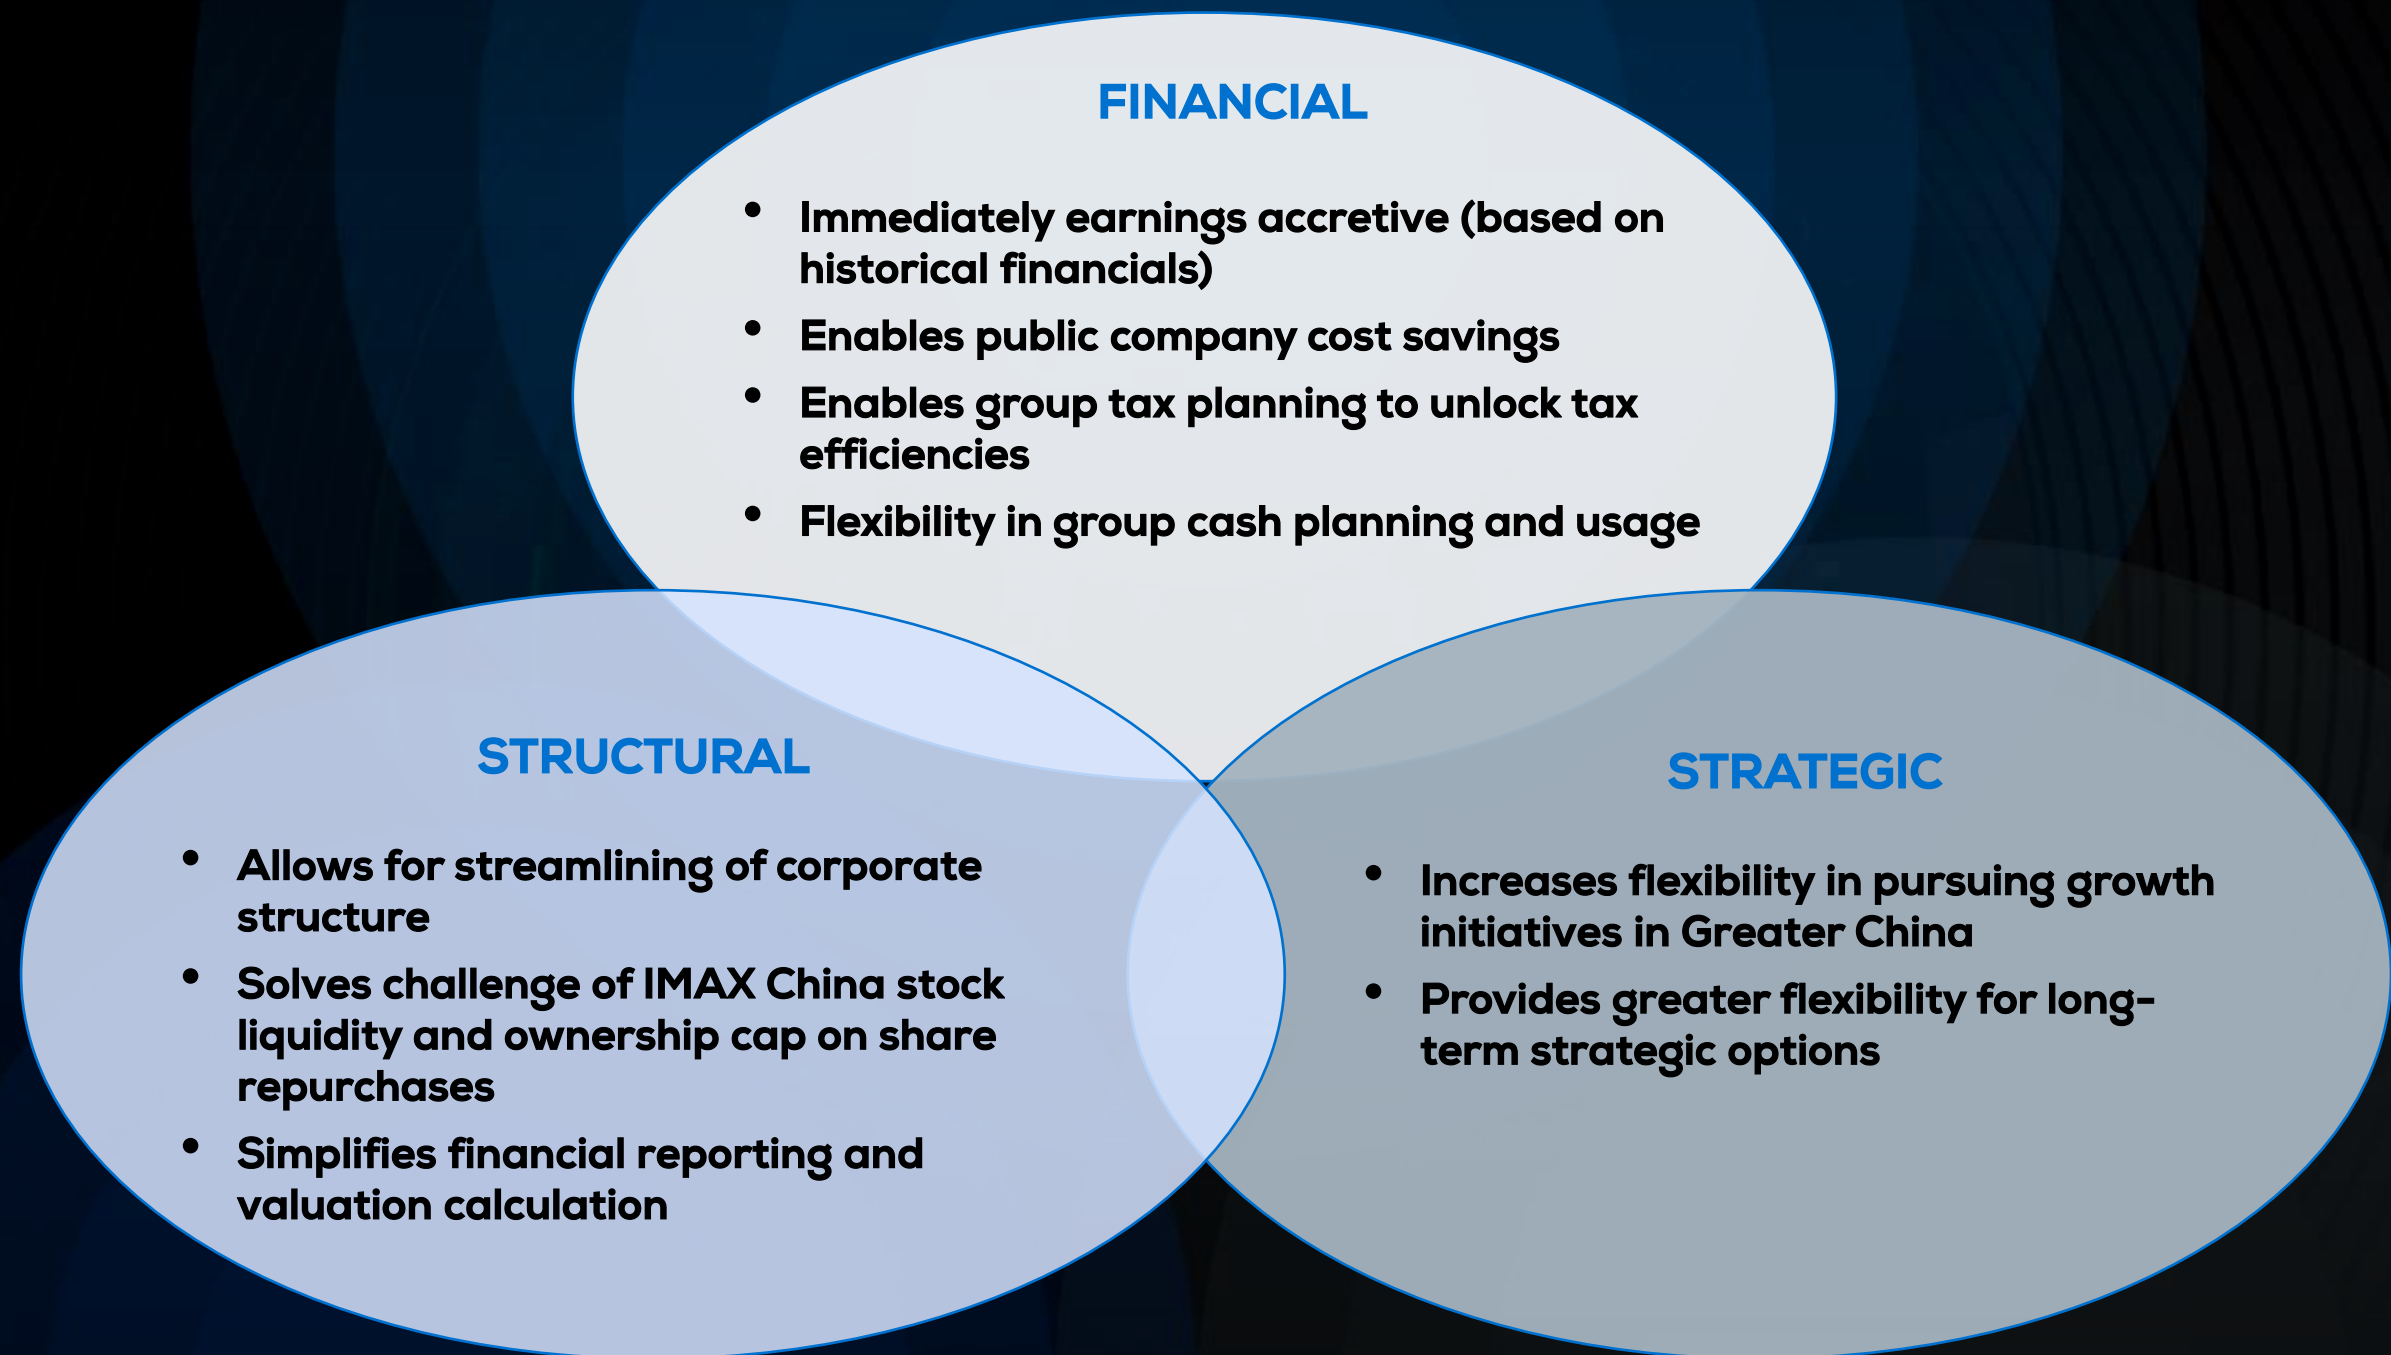 FINANCIAL
• Immediately earnings accretive (based on
historical financials)
• Enables public company cost savings
• Enables group tax planning to unlock tax
efficiencies
• Flexibility in group cash planning and usage
STRUCTURAL
• Allows for streamlining of corporate
structure
• Solves challenge of IMAX China stock
liquidity and ownership cap on share
repurchases
• Simplifies financial reporting and
valuation calculation
STRATEGIC
• Increases flexibility in pursuing growth
initiatives in Greater China
• Provides greater flexibility for long-
term strategic options